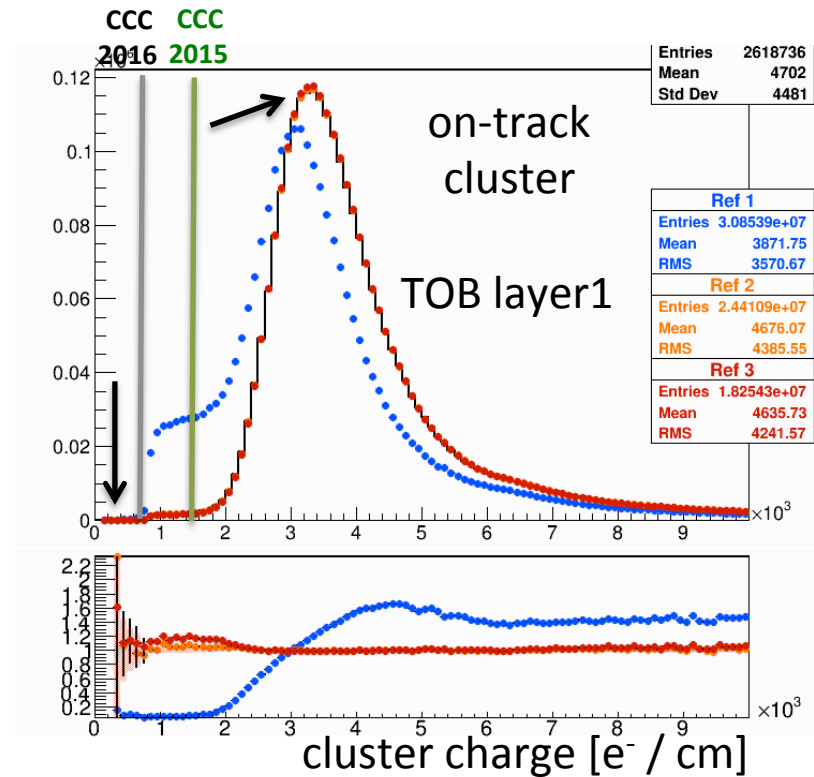 CCC CCC
2016 2015
Entries 2618736
Mean 4702
Std Dev 4481
0.12
0.1
0.08
0.06
0.04
0.02
0
on-track
cluster
TOB layer1
Ref 1
Entries 3.08539e+07
Mean 3871.75
RMS 3570.67
Ref 2
Entries 2.44109e+07
Mean 4676.07
RMS 4385.55
Ref 3
Entries 1.82543e+07
Mean 4635.73
RMS 4241.57
0 1 2 3 4 5 6 7 8 9 ×10³
2.2
2
1.8
1.6
1.4
1.2
1
0.8
0.6
0.4
0.2
0 1 2 3 4 5 6 7 8 9 ×10³
cluster charge [e⁻ / cm]